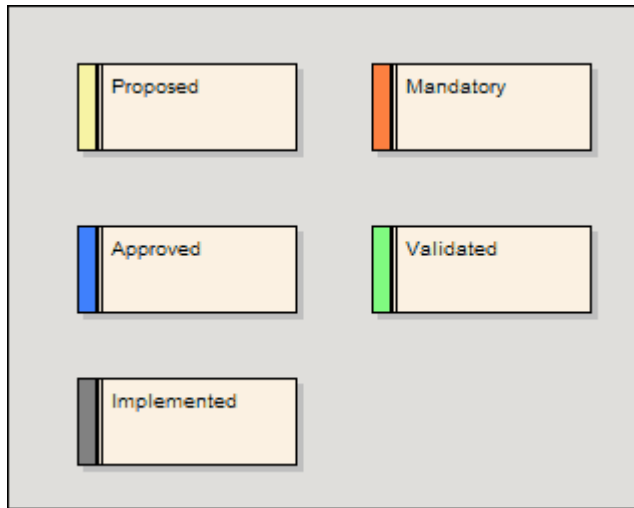 Proposed
Mandatory
Approved
Validated
Implemented